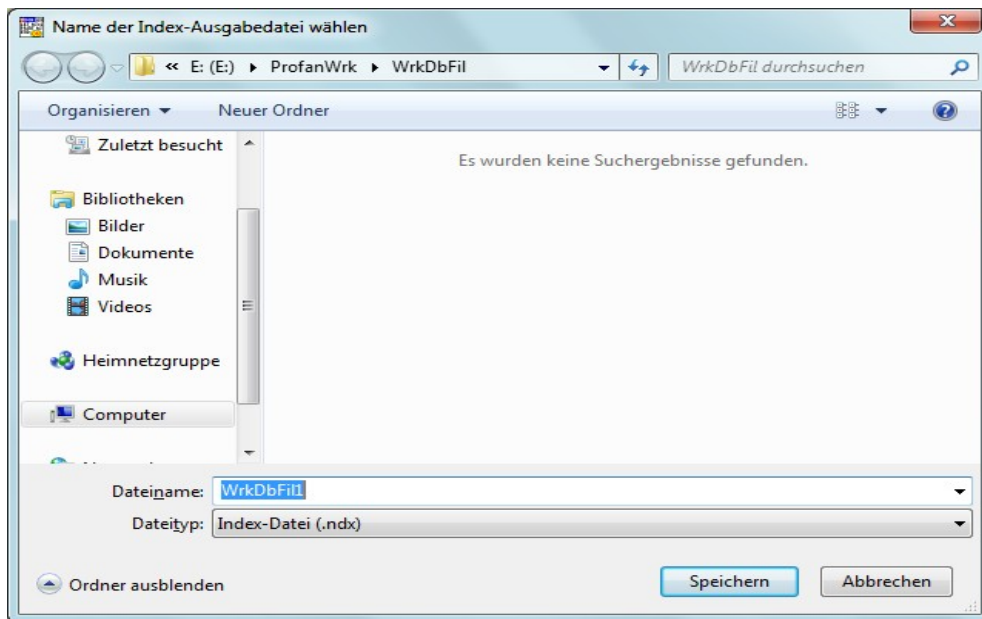 Name der Index-Ausgabedatei wählen
« E: (E:) ProfanWrk WrkDbFil
WrkDbFil durchsuchen
Organisieren Neuer Ordner
Zuletzt besucht
Es wurden keine Suchergebnisse gefunden.
Bibliotheken
Bilder
Dokumente
Musik
Videos
Heimnetzgruppe
Computer
Dateiname: WrkDbFil1
Dateityp: Index-Datei (.ndx)
Ordner ausblenden
Speichern Abbrechen